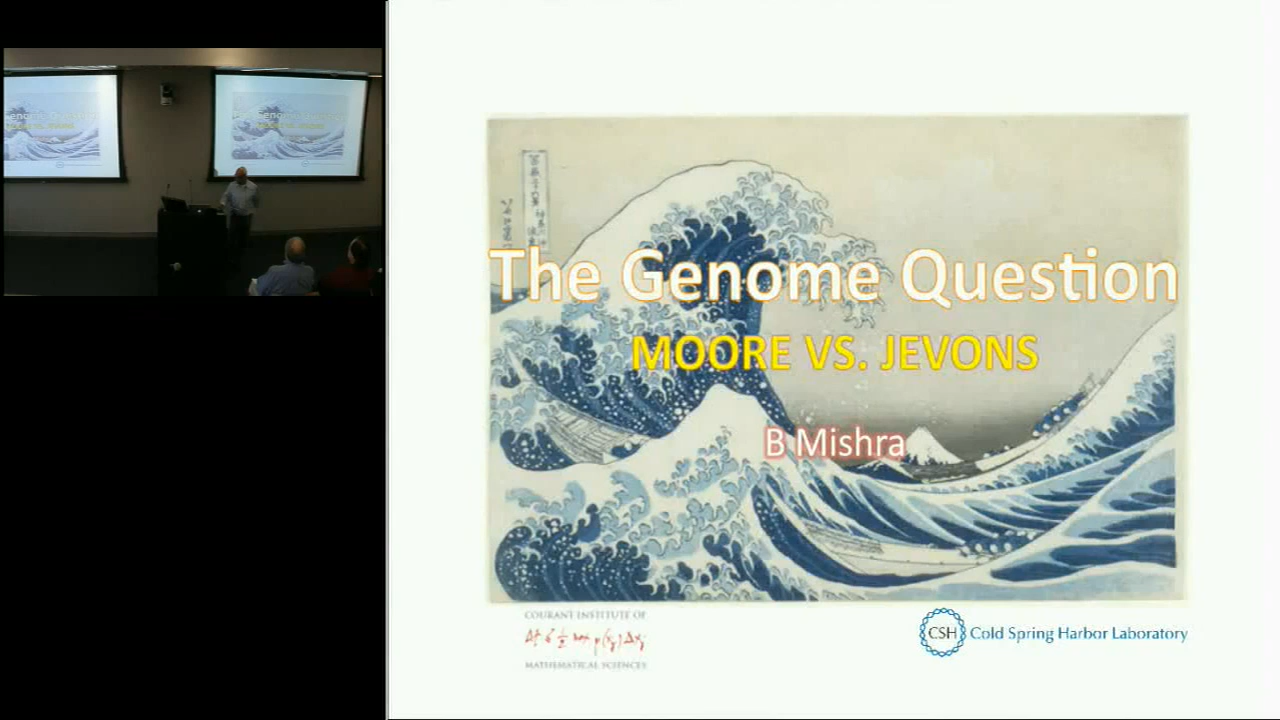 The Genome Question
MOORE VS. JEVONS
B Mishra
COURANT INSTITUTE OF
MATHEMATICAL SCIENCES
CSH Cold Spring Harbor Laboratory